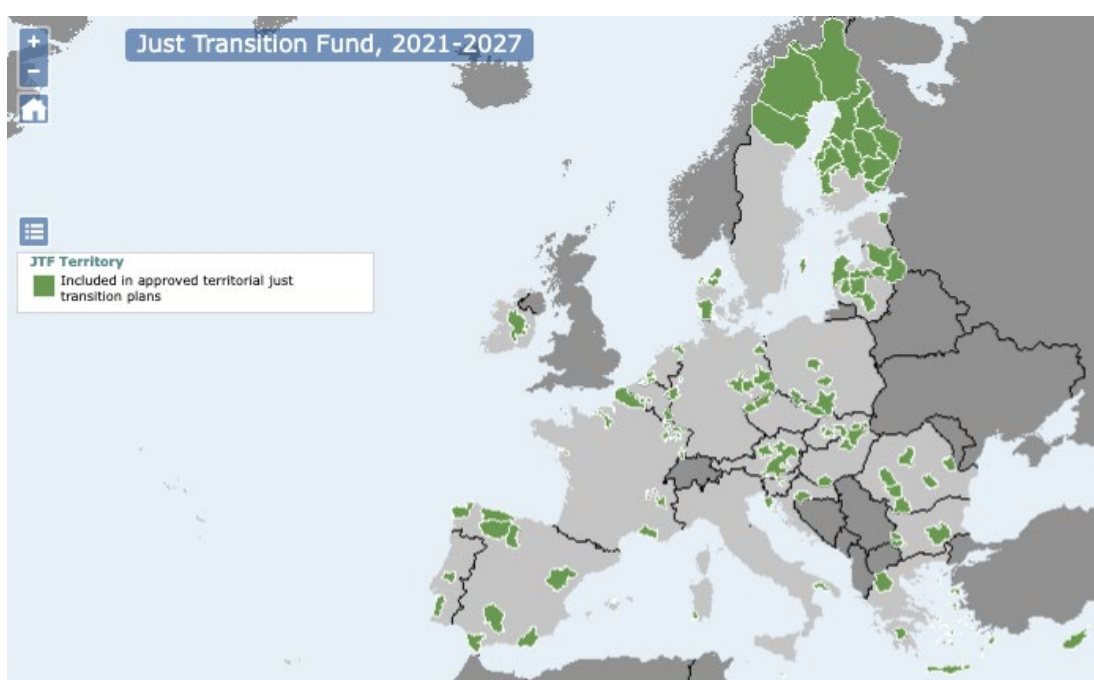 +
Just Transition Fund, 2021-2027
−
JTF Territory
Included in approved territorial just
transition plans